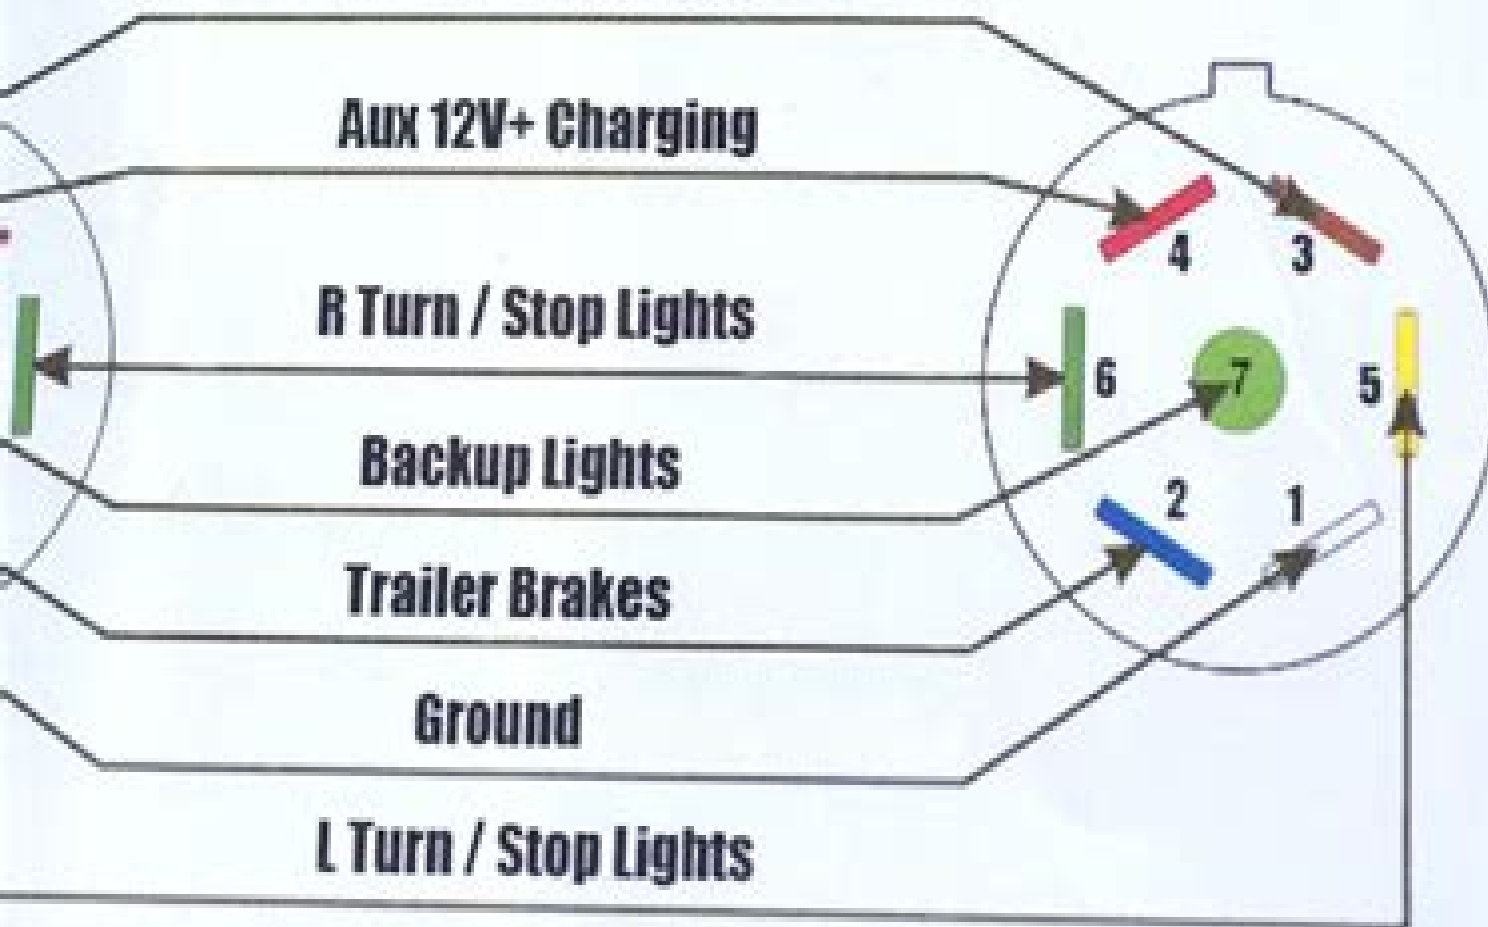 Aux 12V+ Charging
4
3
R Turn / Stop Lights
6
7
5
Backup Lights
2
1
Trailer Brakes
Ground
L Turn / Stop Lights